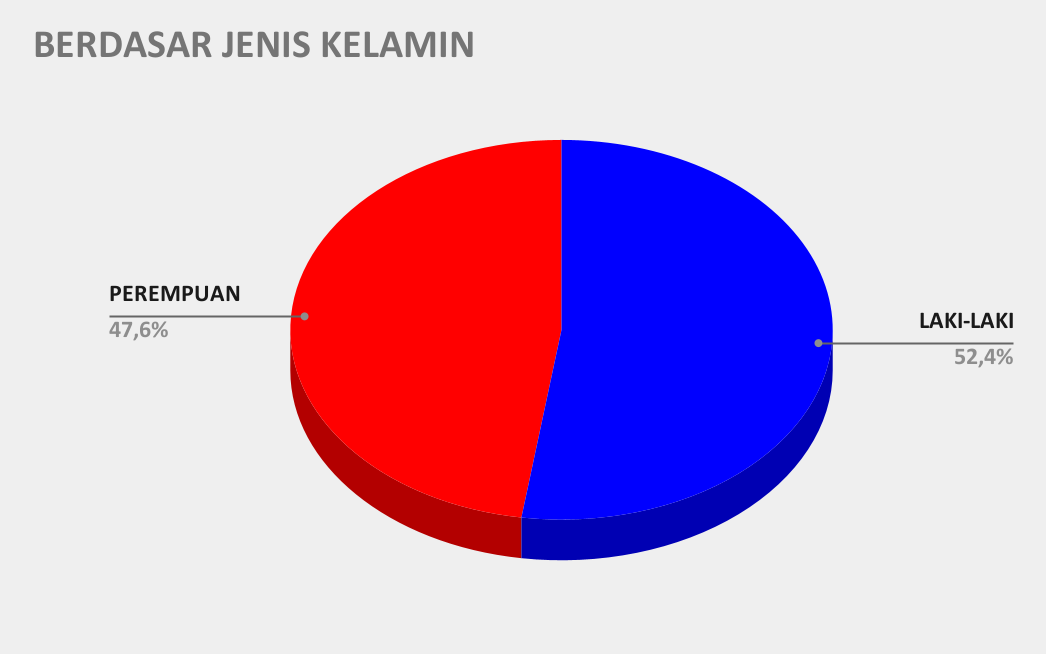 BERDASAR JENIS KELAMIN
PEREMPUAN
47,6%
LAKI-LAKI
52,4%